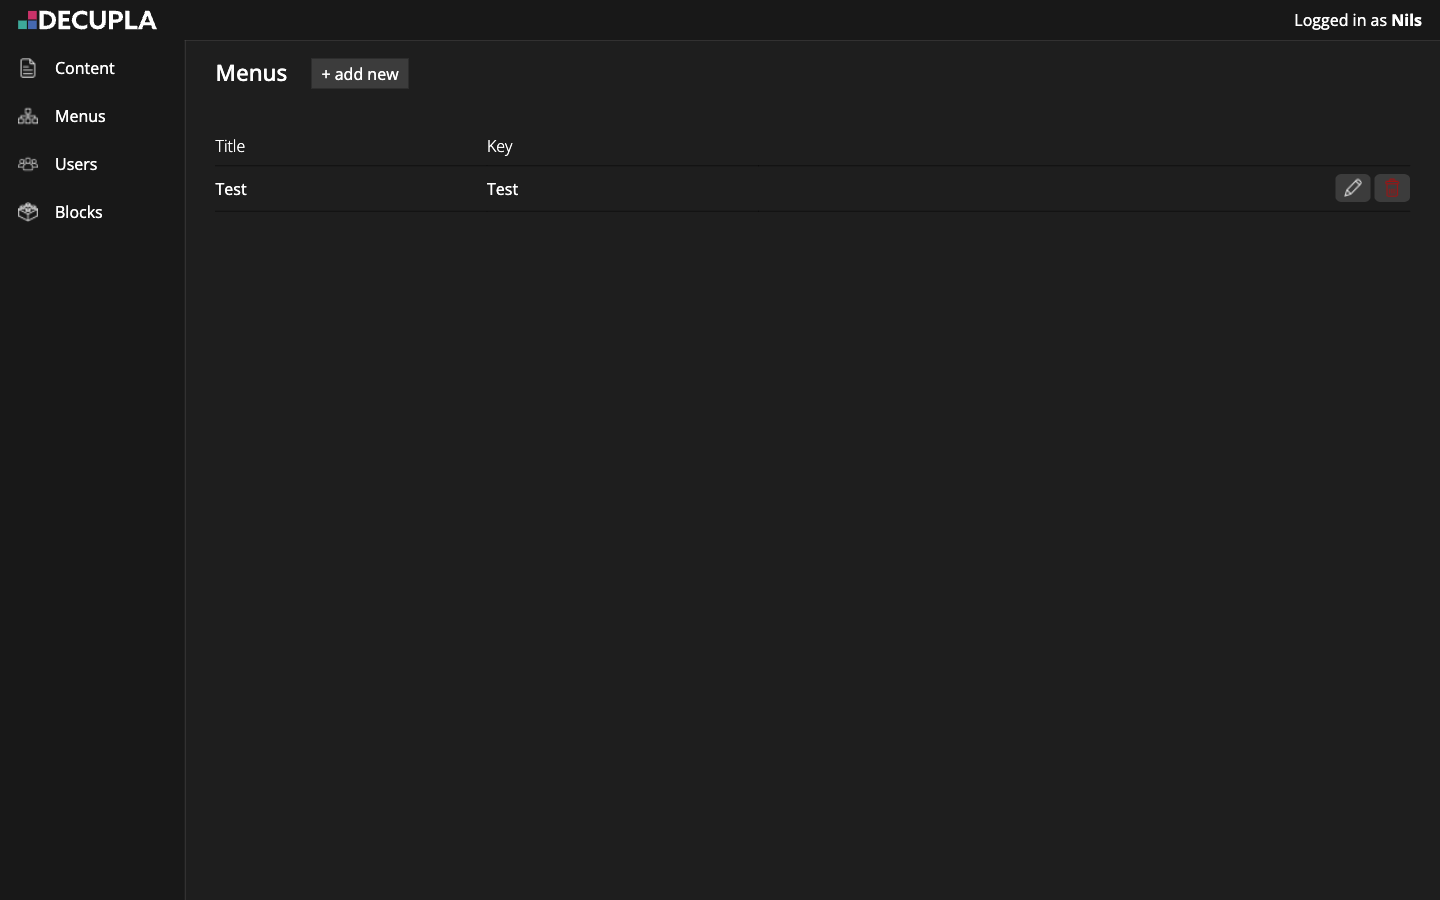 DECUPLA
Logged in as Nils
Content
Menus
Users
Blocks
Menus
+ add new
Title Key
Test Test